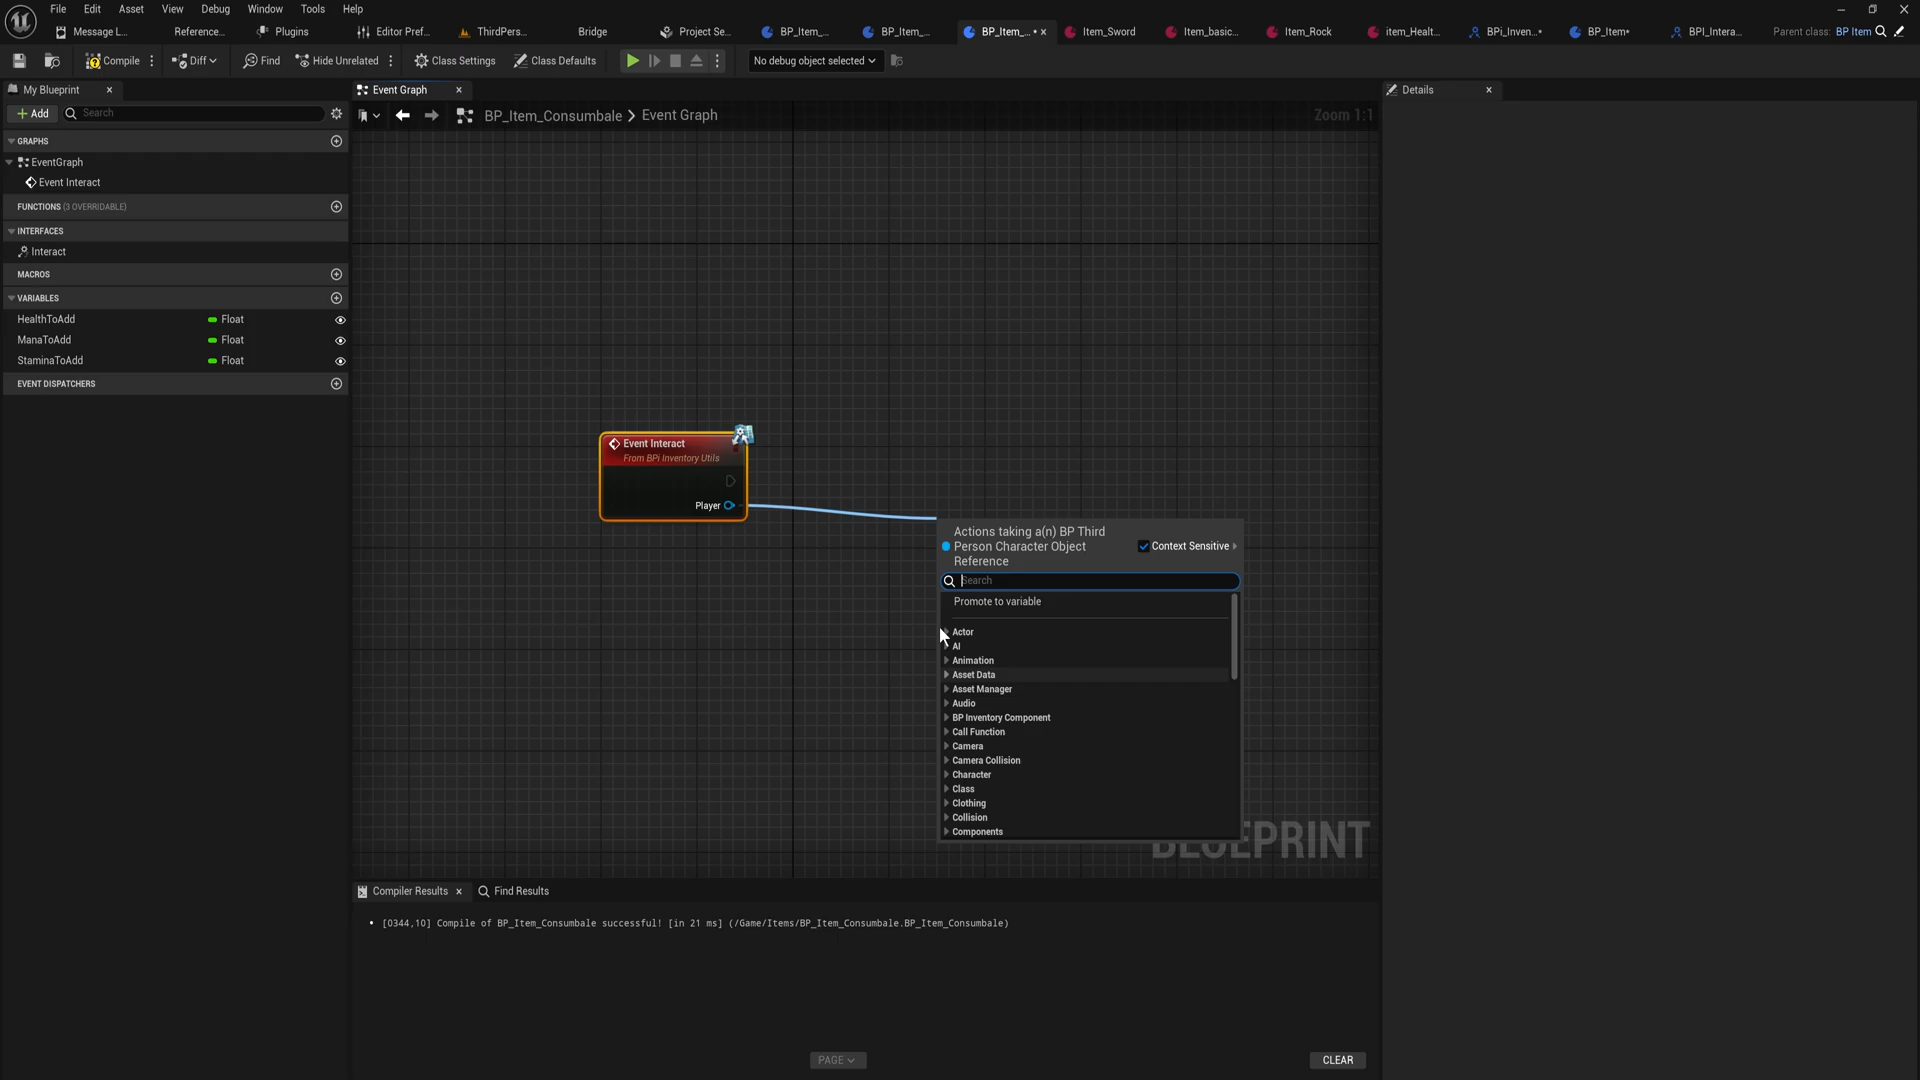 File Edit Asset View Debug Window Tools Help
Message L... Reference... Plugins Editor Pref... ThirdPers... Bridge Project Se... BP_Item_... BP_Item_... BP_Item_... • × Item_Sword Item_basic... Item_Rock item_Healt... BPi_Inven...* BP_Item* BPI_Intera... Parent class: BP Item
Compile Diff Find Hide Unrelated Class Settings Class Defaults No debug object selected
My Blueprint × Event Graph × Details ×
+ Add Search
BP_Item_Consumbale > Event Graph Zoom 1:1
GRAPHS
EventGraph
Event Interact
FUNCTIONS (3 OVERRIDABLE)
INTERFACES
Interact
MACROS
VARIABLES
HealthToAdd Float
ManaToAdd Float
StaminaToAdd Float
EVENT DISPATCHERS
Event Interact
From BPi Inventory Utils
Player
Actions taking a(n) BP Third
Person Character Object
Reference
Context Sensitive
Search
Promote to variable
Actor
AI
Animation
Asset Data
Asset Manager
Audio
BP Inventory Component
Call Function
Camera
Camera Collision
Character
Class
Clothing
Collision
Components
BLUEPRINT
Compiler Results × Find Results
• [0344,10] Compile of BP_Item_Consumbale successful! [in 21 ms] (/Game/Items/BP_Item_Consumbale.BP_Item_Consumbale)
PAGE CLEAR